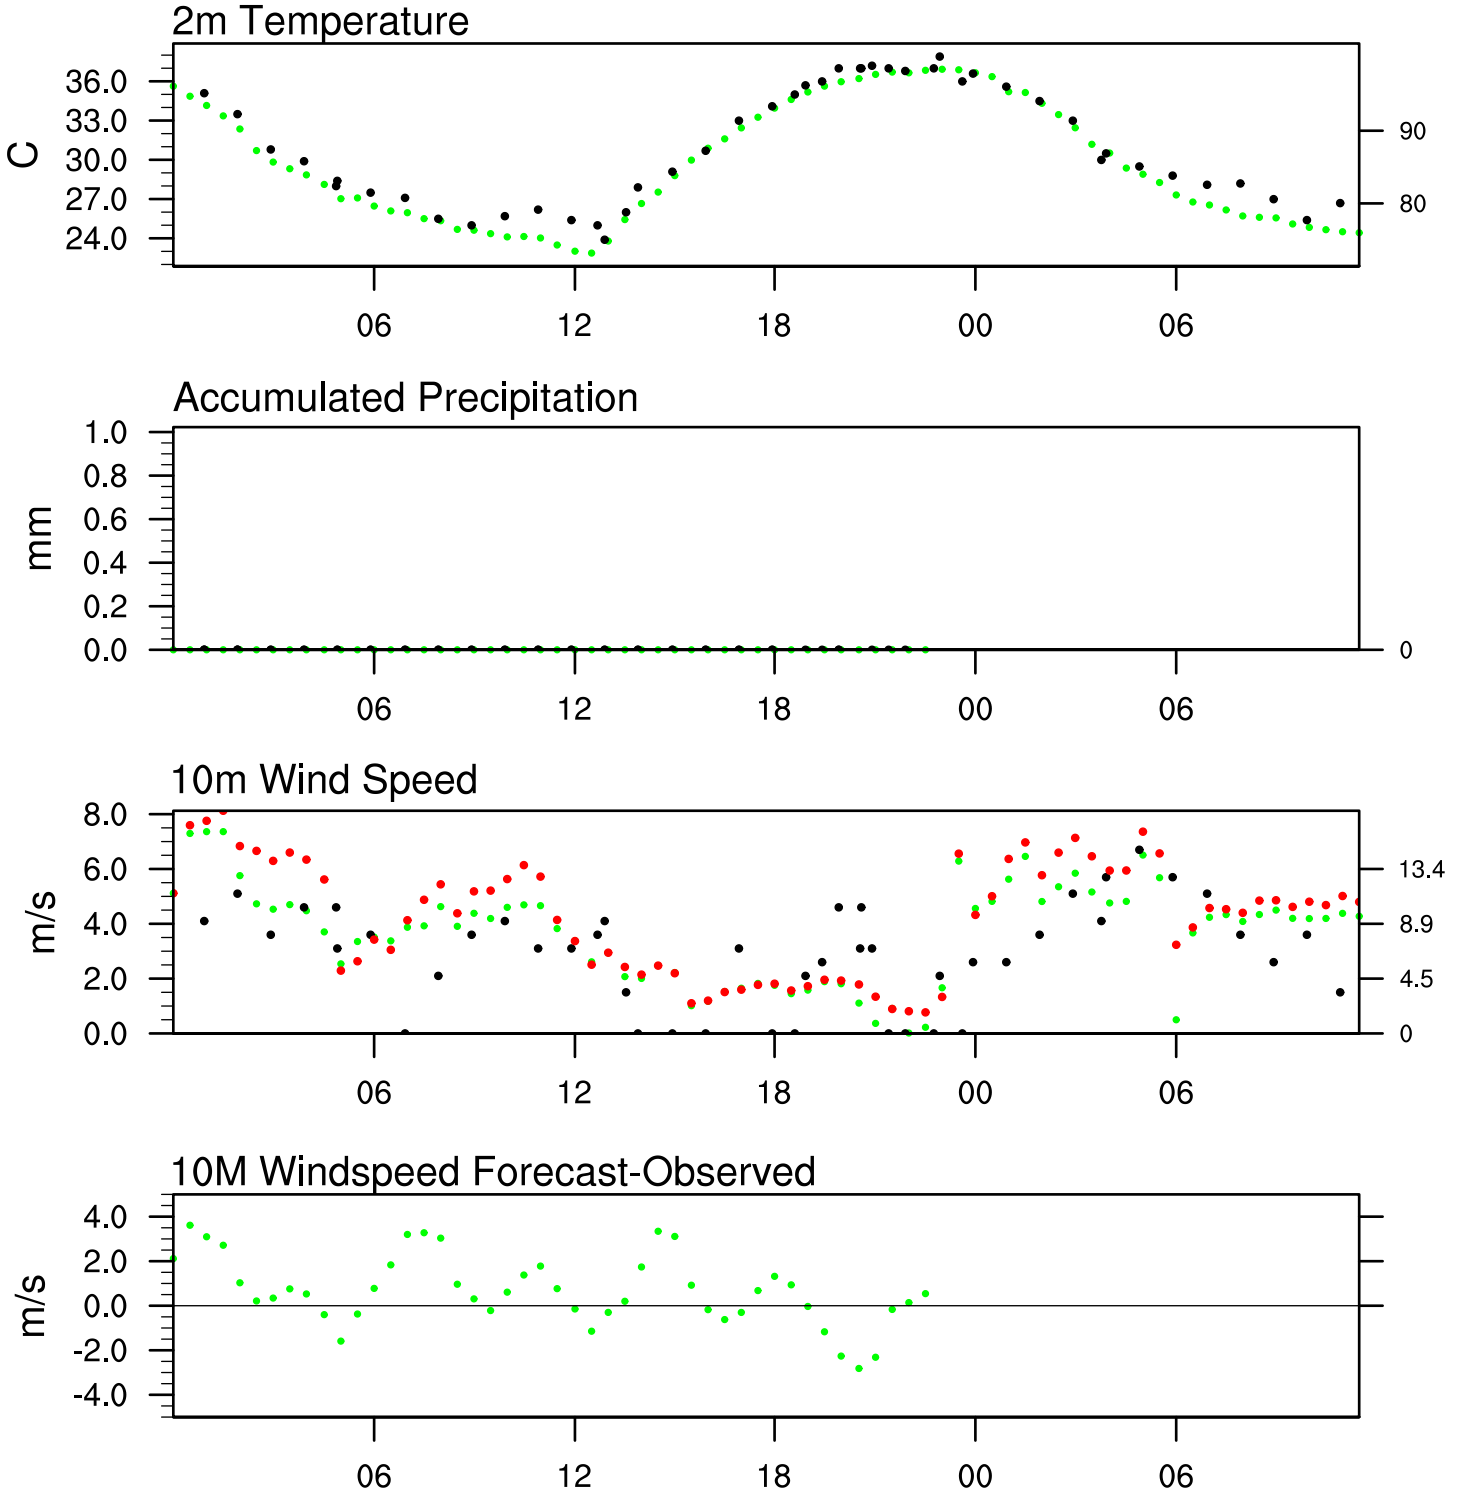 2m Temperature
36.0
33.0
30.0
27.0
24.0
C
90
80
06 12 18 00 06
Accumulated Precipitation
1.0
0.8
0.6
0.4
0.2
0.0
mm
0
06 12 18 00 06
10m Wind Speed
8.0
6.0
4.0
2.0
0.0
m/s
13.4
8.9
4.5
0
06 12 18 00 06
10M Windspeed Forecast-Observed
4.0
2.0
0.0
-2.0
-4.0
m/s
06 12 18 00 06